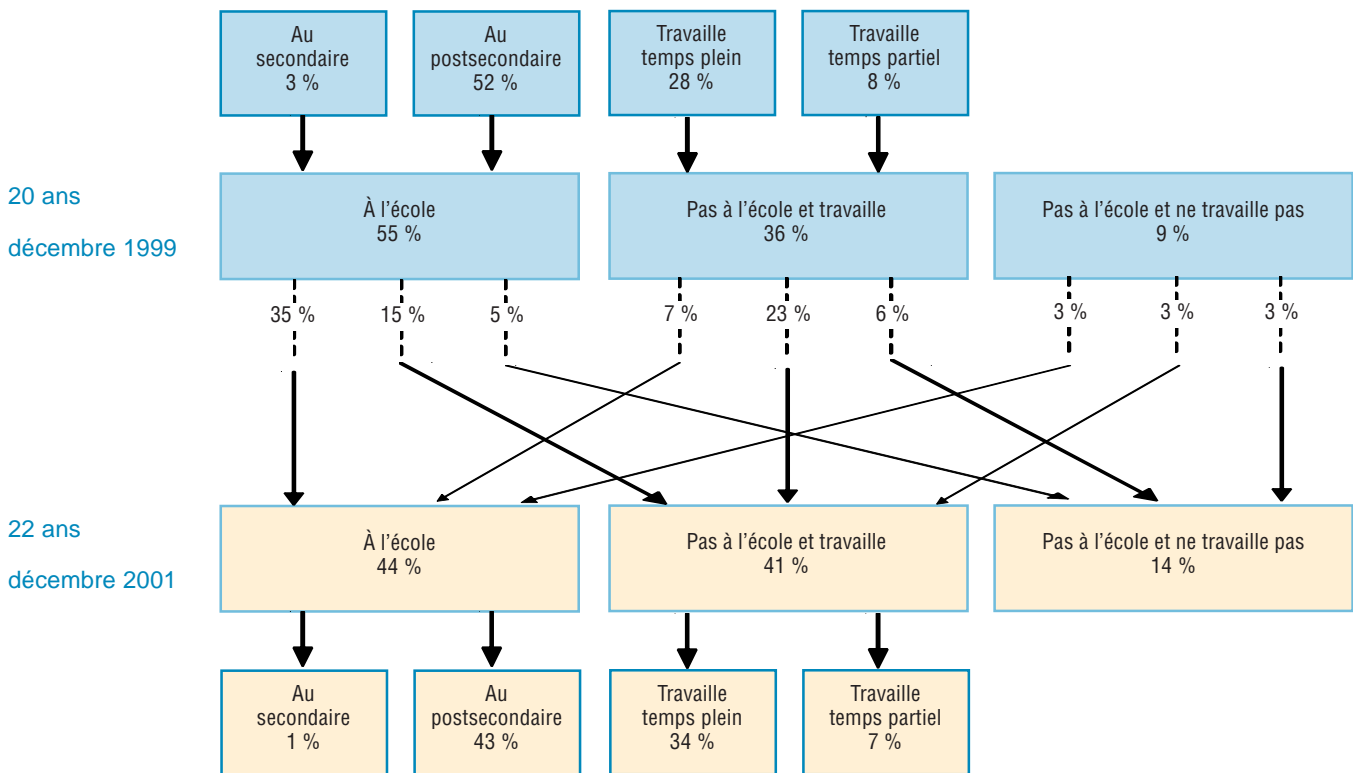 Au
secondaire
3 %
Au
postsecondaire
52 %
Travaille
temps plein
28 %
Travaille
temps partiel
8 %
20 ans
décembre 1999
À l'école
55 %
Pas à l'école et travaille
36 %
Pas à l'école et ne travaille pas
9 %
35 %
15 %
5 %
7 %
23 %
6 %
3 %
3 %
3 %
22 ans
décembre 2001
À l'école
44 %
Pas à l'école et travaille
41 %
Pas à l'école et ne travaille pas
14 %
Au
secondaire
1 %
Au
postsecondaire
43 %
Travaille
temps plein
34 %
Travaille
temps partiel
7 %